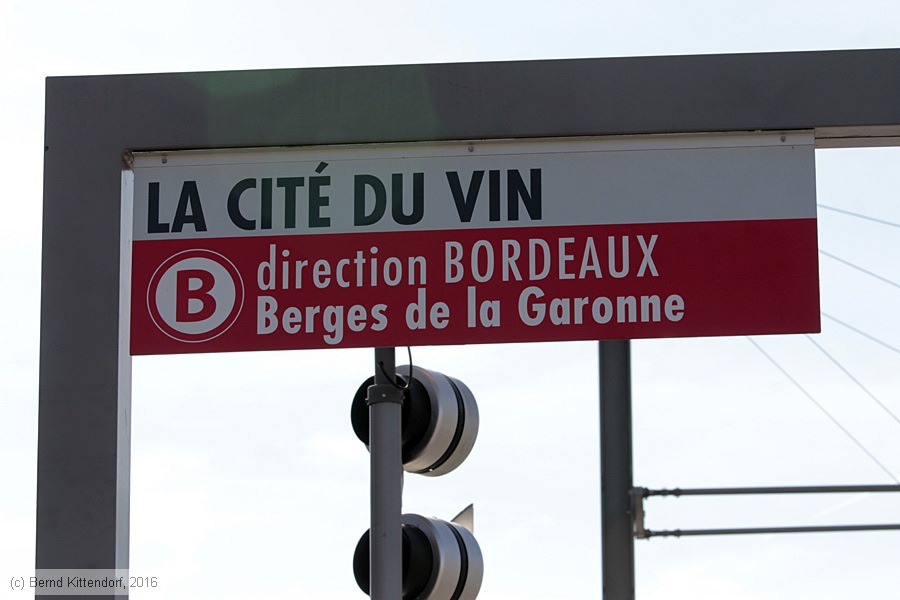 LA CITÉ DU VIN
B direction BORDEAUX
Berges de la Garonne
(c) Bernd Kittendorf, 2016